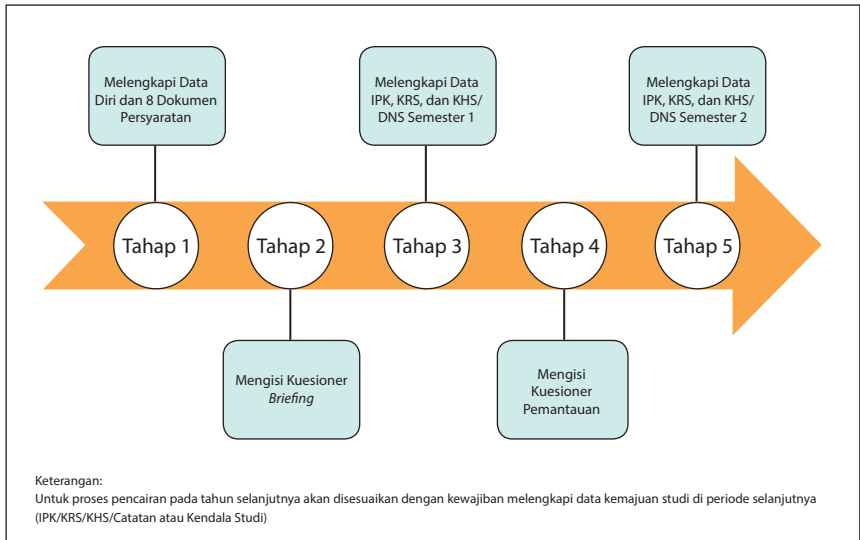 Melengkapi Data
Diri dan 8 Dokumen
Persyaratan
Melengkapi Data
IPK, KRS, dan KHS/
DNS Semester 1
Melengkapi Data
IPK, KRS, dan KHS/
DNS Semester 2
Tahap 1
Tahap 2
Tahap 3
Tahap 4
Tahap 5
Mengisi Kuesioner
Briefing
Mengisi
Kuesioner
Pemantauan
Keterangan:
Untuk proses pencairan pada tahun selanjutnya akan disesuaikan dengan kewajiban melengkapi data kemajuan studi di periode selanjutnya
(IPK/KRS/KHS/Catatan atau Kendala Studi)